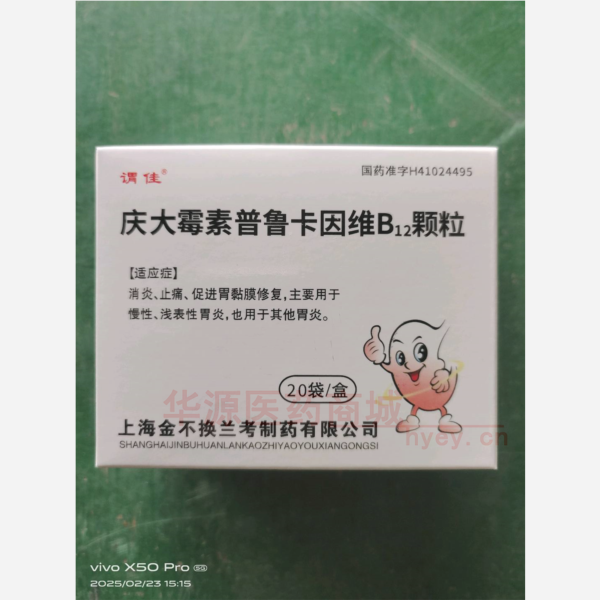 谓佳®
国药准字H41024495
庆大霉素普鲁卡因维B₁₂颗粒
【适应症】
消炎、止痛、促进胃黏膜修复,主要用于
慢性、浅表性胃炎,也用于其他胃炎。
20袋/盒
华源医药商城
hyey.cn
上海金不换兰考制药有限公司
SHANGHAIJINBUHUANLANKAOZHIYAOYOUXIANGONGSI
vivo X50 Pro 5G
2025/02/23 15:15